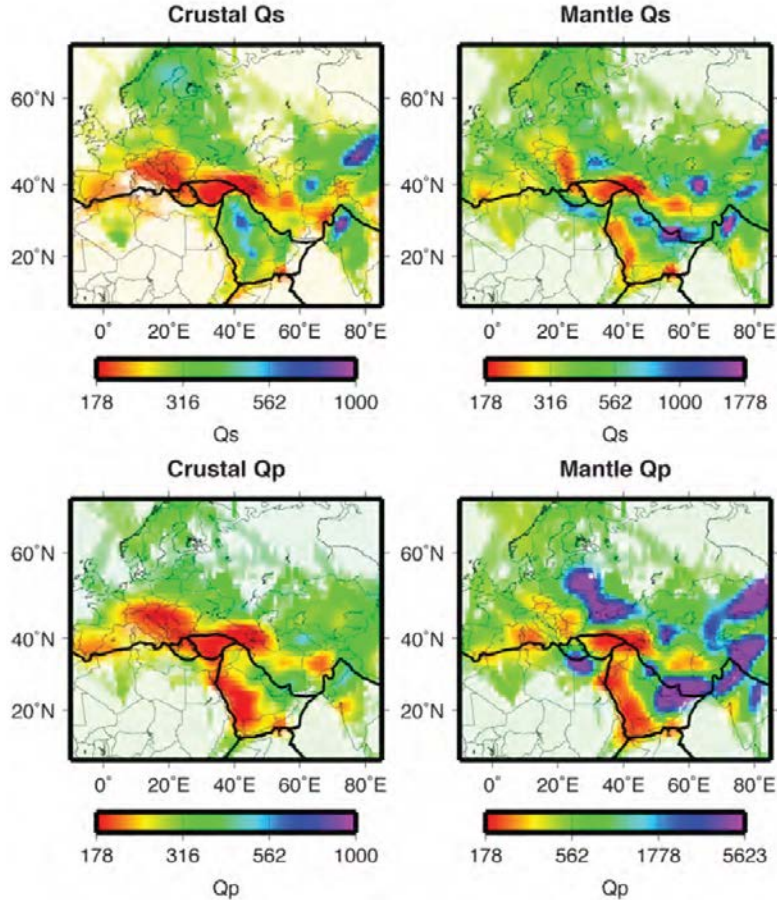 Crustal Qs
Mantle Qs
60°N
40°N
20°N
60°N
40°N
20°N
0° 20°E 40°E 60°E 80°E
0° 20°E 40°E 60°E 80°E
178 316 562 1000
178 316 562 1000 1778
Qs
Qs
Crustal Qp
Mantle Qp
60°N
40°N
20°N
60°N
40°N
20°N
0° 20°E 40°E 60°E 80°E
0° 20°E 40°E 60°E 80°E
178 316 562 1000
178 562 1778 5623
Qp
Qp